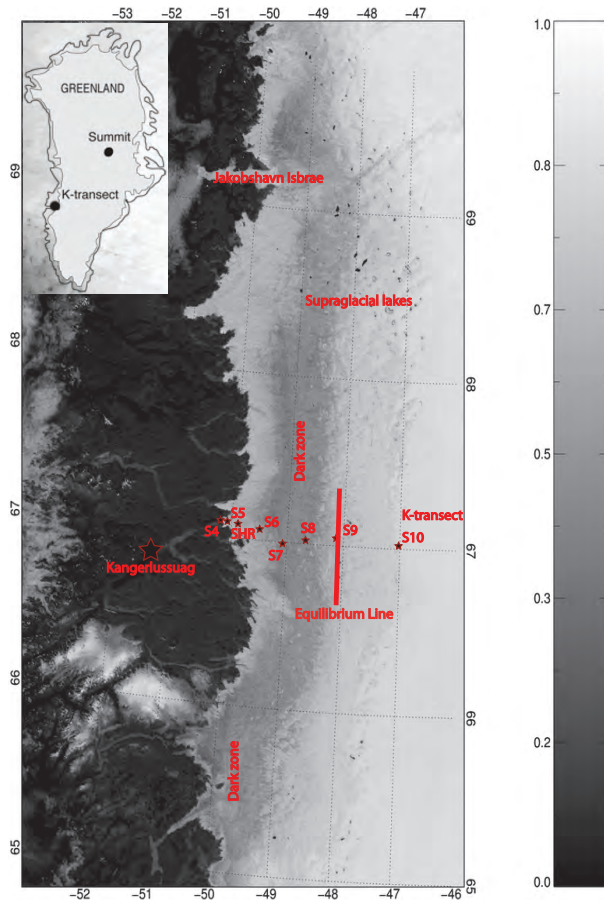 -53 -52 -51 -50 -49 -48 -47
GREENLAND
Summit
K-transect
Jakobshavn Isbrae
Supraglacial lakes
Dark zone
K-transect
S4
S5
SHR
S6
S7
S8
S9
S10
Kangerlussuag
Equilibrium Line
Dark zone
69
68
67
66
65
69
68
67
66
65
-52 -51 -50 -49 -48 -47 -46
1.0
0.8
0.7
0.5
0.3
0.2
0.0